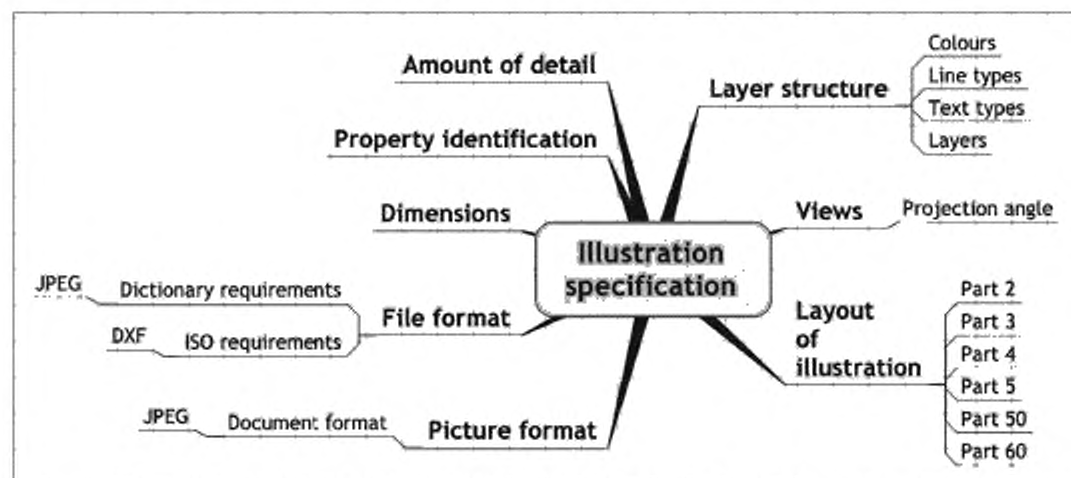 Amount of detail
Property identification
Dimensions
File format
Dictionary requirements
JPEG
ISO requirements
DXF
Picture format
Document format
JPEG
Illustration
specification
Layer structure
Colours
Line types
Text types
Layers
Views
Projection angle
Layout
of
illustration
Part 2
Part 3
Part 4
Part 5
Part 50
Part 60